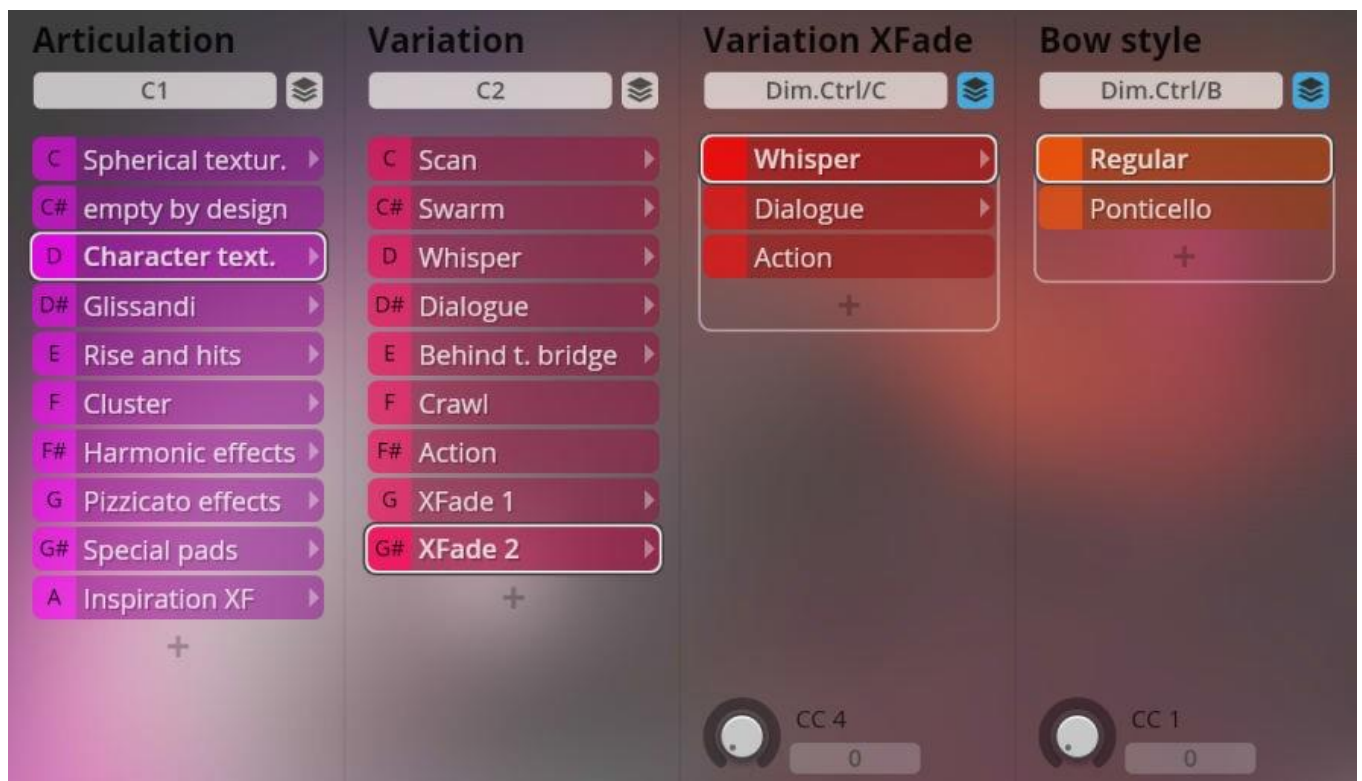 Articulation
C1
C Spherical textur.
C# empty by design
D Character text.
D# Glissandi
E Rise and hits
F Cluster
F# Harmonic effects
G Pizzicato effects
G# Special pads
A Inspiration XF
+
Variation
C2
C Scan
C# Swarm
D Whisper
D# Dialogue
E Behind t. bridge
F Crawl
F# Action
G XFade 1
G# XFade 2
+
Variation XFade
Dim.Ctrl/C
Whisper
Dialogue
Action
+
CC 4
0
Bow style
Dim.Ctrl/B
Regular
Ponticello
+
CC 1
0